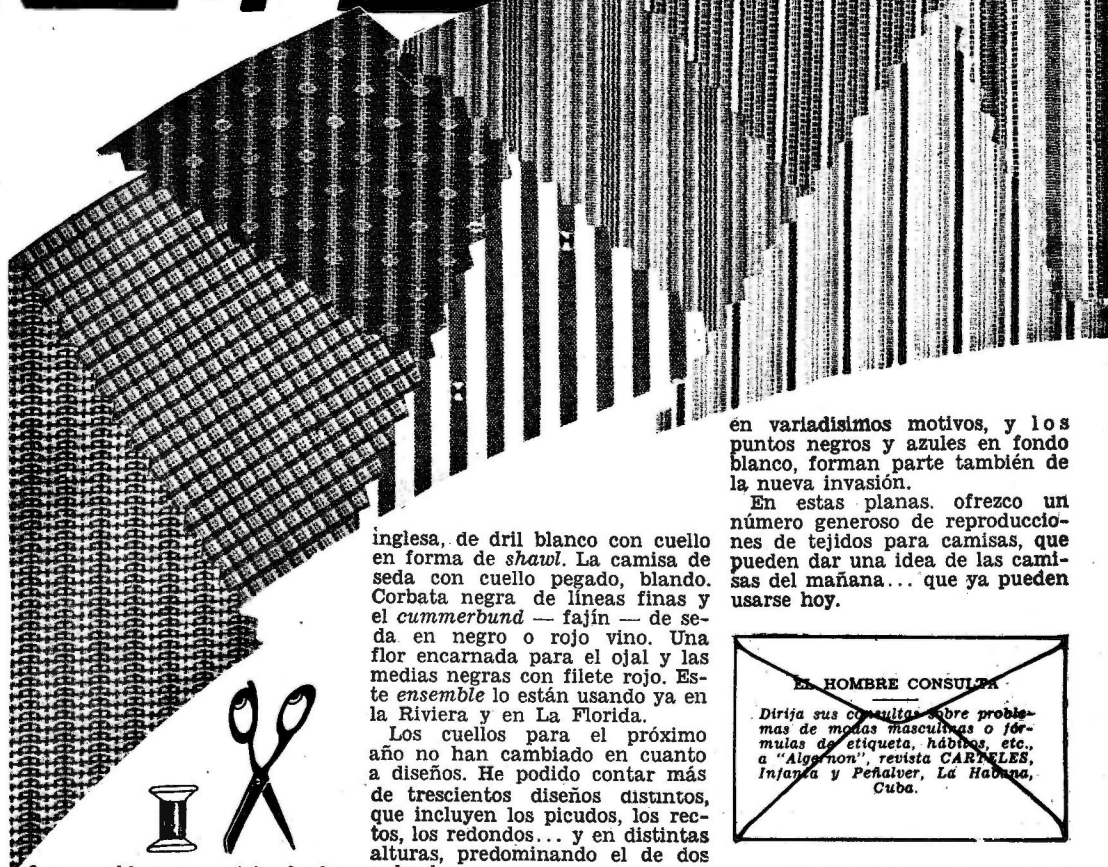 inglesa, de dril blanco con cuello
en forma de shawl. La camisa de
seda con cuello pegado, blando.
Corbata negra de líneas finas y
el cummerbund — fajín — de se-
da en negro o rojo vino. Una
flor encarnada para el ojal y las
medias negras con filete rojo. Es-
te ensemble lo están usando ya en
la Riviera y en La Florida.
Los cuellos para el próximo
año no han cambiado en cuanto
a diseños. He podido contar más
de trescientos diseños distintos,
que incluyen los picudos, los rec-
tos, los redondos... y en distintas
alturas, predominando el de dos
en variadisimos motivos, y los
puntos negros y azules en fondo
blanco, forman parte también de
la nueva invasión.
En estas planas. ofrezco un
número generoso de reproduccio-
nes de tejidos para camisas, que
pueden dar una idea de las cami-
sas del mañana... que ya pueden
usarse hoy.
EL HOMBRE CONSULTA
Dirija sus consultas sobre proble-
mas de modas masculinas o fór-
mulas de etiqueta, hábitos, etc.,
a "Algernon", revista CARTELES,
Infanta y Peñalver, La Habana,
Cuba.